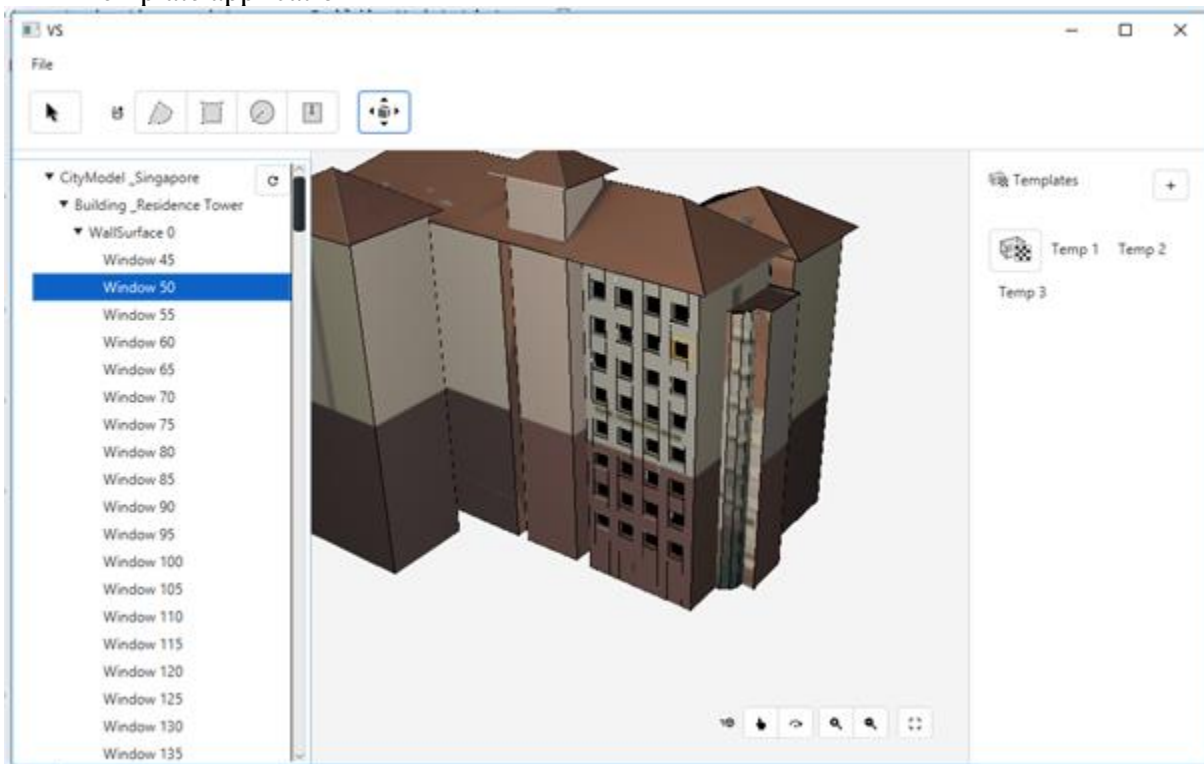 VS
File
CityModel _Singapore
Templates
Building _Residence Tower
WallSurface 0
Window 45
Temp 1 Temp 2
Window 50
Temp 3
Window 55
Window 60
Window 65
Window 70
Window 75
Window 80
Window 85
Window 90
Window 95
Window 100
Window 105
Window 110
Window 115
Window 120
Window 125
Window 130
Window 135